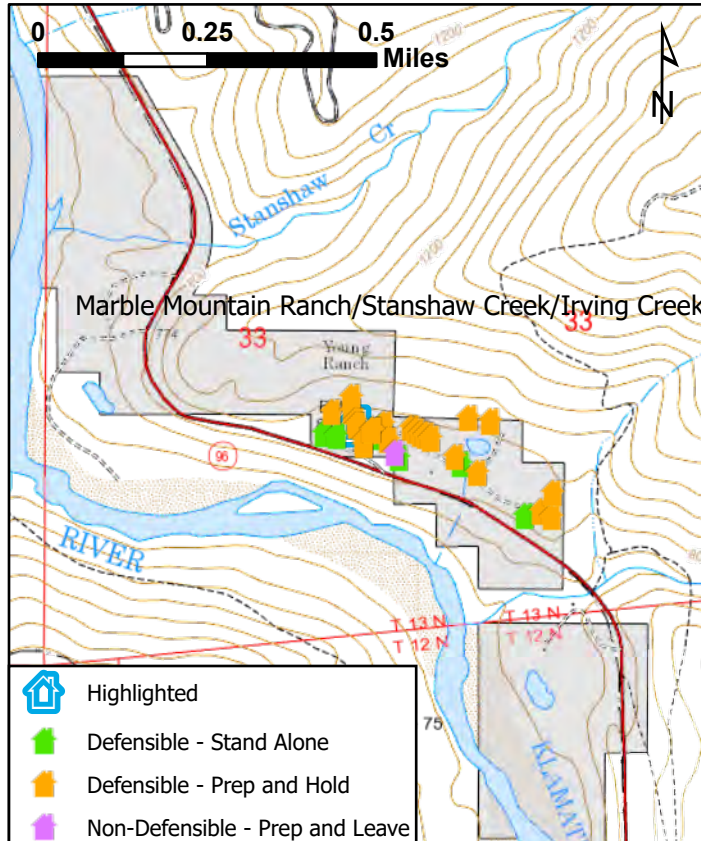 0 0.25 0.5
Miles
1200
1200
N
Stanshaw Cr
1200
Marble Mountain Ranch/Stanshaw Creek/Irving Creek
33
33
774
Young
Ranch
96
RIVER
80
T 13 N T 13 N
T 12 N T 12 N
75
KLAMAT
Highlighted
Defensible - Stand Alone
Defensible - Prep and Hold
Non-Defensible - Prep and Leave